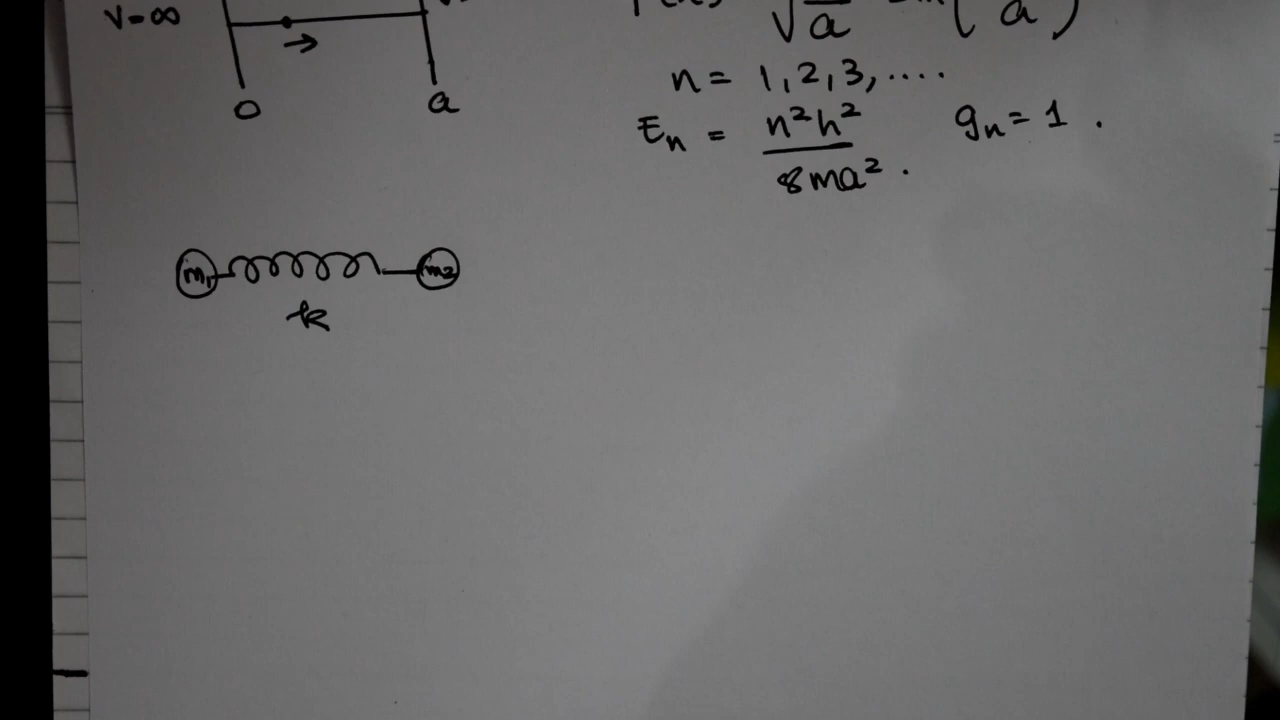 V=∞
0 a
√a ( a )
n = 1,2,3,....
En = n²h² / 8ma². gn = 1.
m1 m2
k